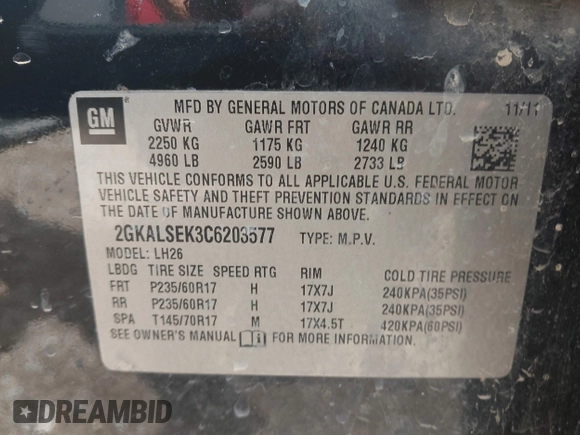 GM
MFD BY GENERAL MOTORS OF CANADA LTD. 11/11
GVWR GAWR FRT GAWR RR
2250 KG 1175 KG 1240 KG
4960 LB 2590 LB 2733 LB
THIS VEHICLE CONFORMS TO ALL APPLICABLE U.S. FEDERAL MOTOR
VEHICLE SAFETY AND THEFT PREVENTION STANDARDS IN EFFECT ON
THE DATE OF MANUFACTURE SHOWN ABOVE.
2GKALSEK3C6203577 TYPE: M.P.V.
MODEL: LH26
LBDG TIRE SIZE SPEED RTG RIM COLD TIRE PRESSURE
FRT P235/60R17 H 17X7J 240KPA(35PSI)
RR P235/60R17 H 17X7J 240KPA(35PSI)
SPA T145/70R17 M 17X4.5T 420KPA(60PSI)
SEE OWNER'S MANUAL FOR MORE INFORMATION.
DREAMBID